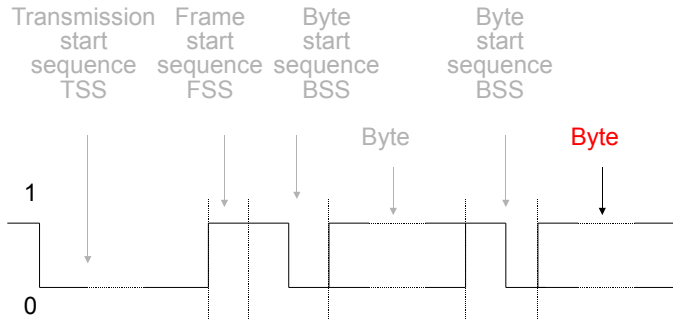 Transmission
start
sequence
TSS
Frame
start
sequence
FSS
Byte
start
sequence
BSS
Byte
start
sequence
BSS
Byte
Byte
1
0